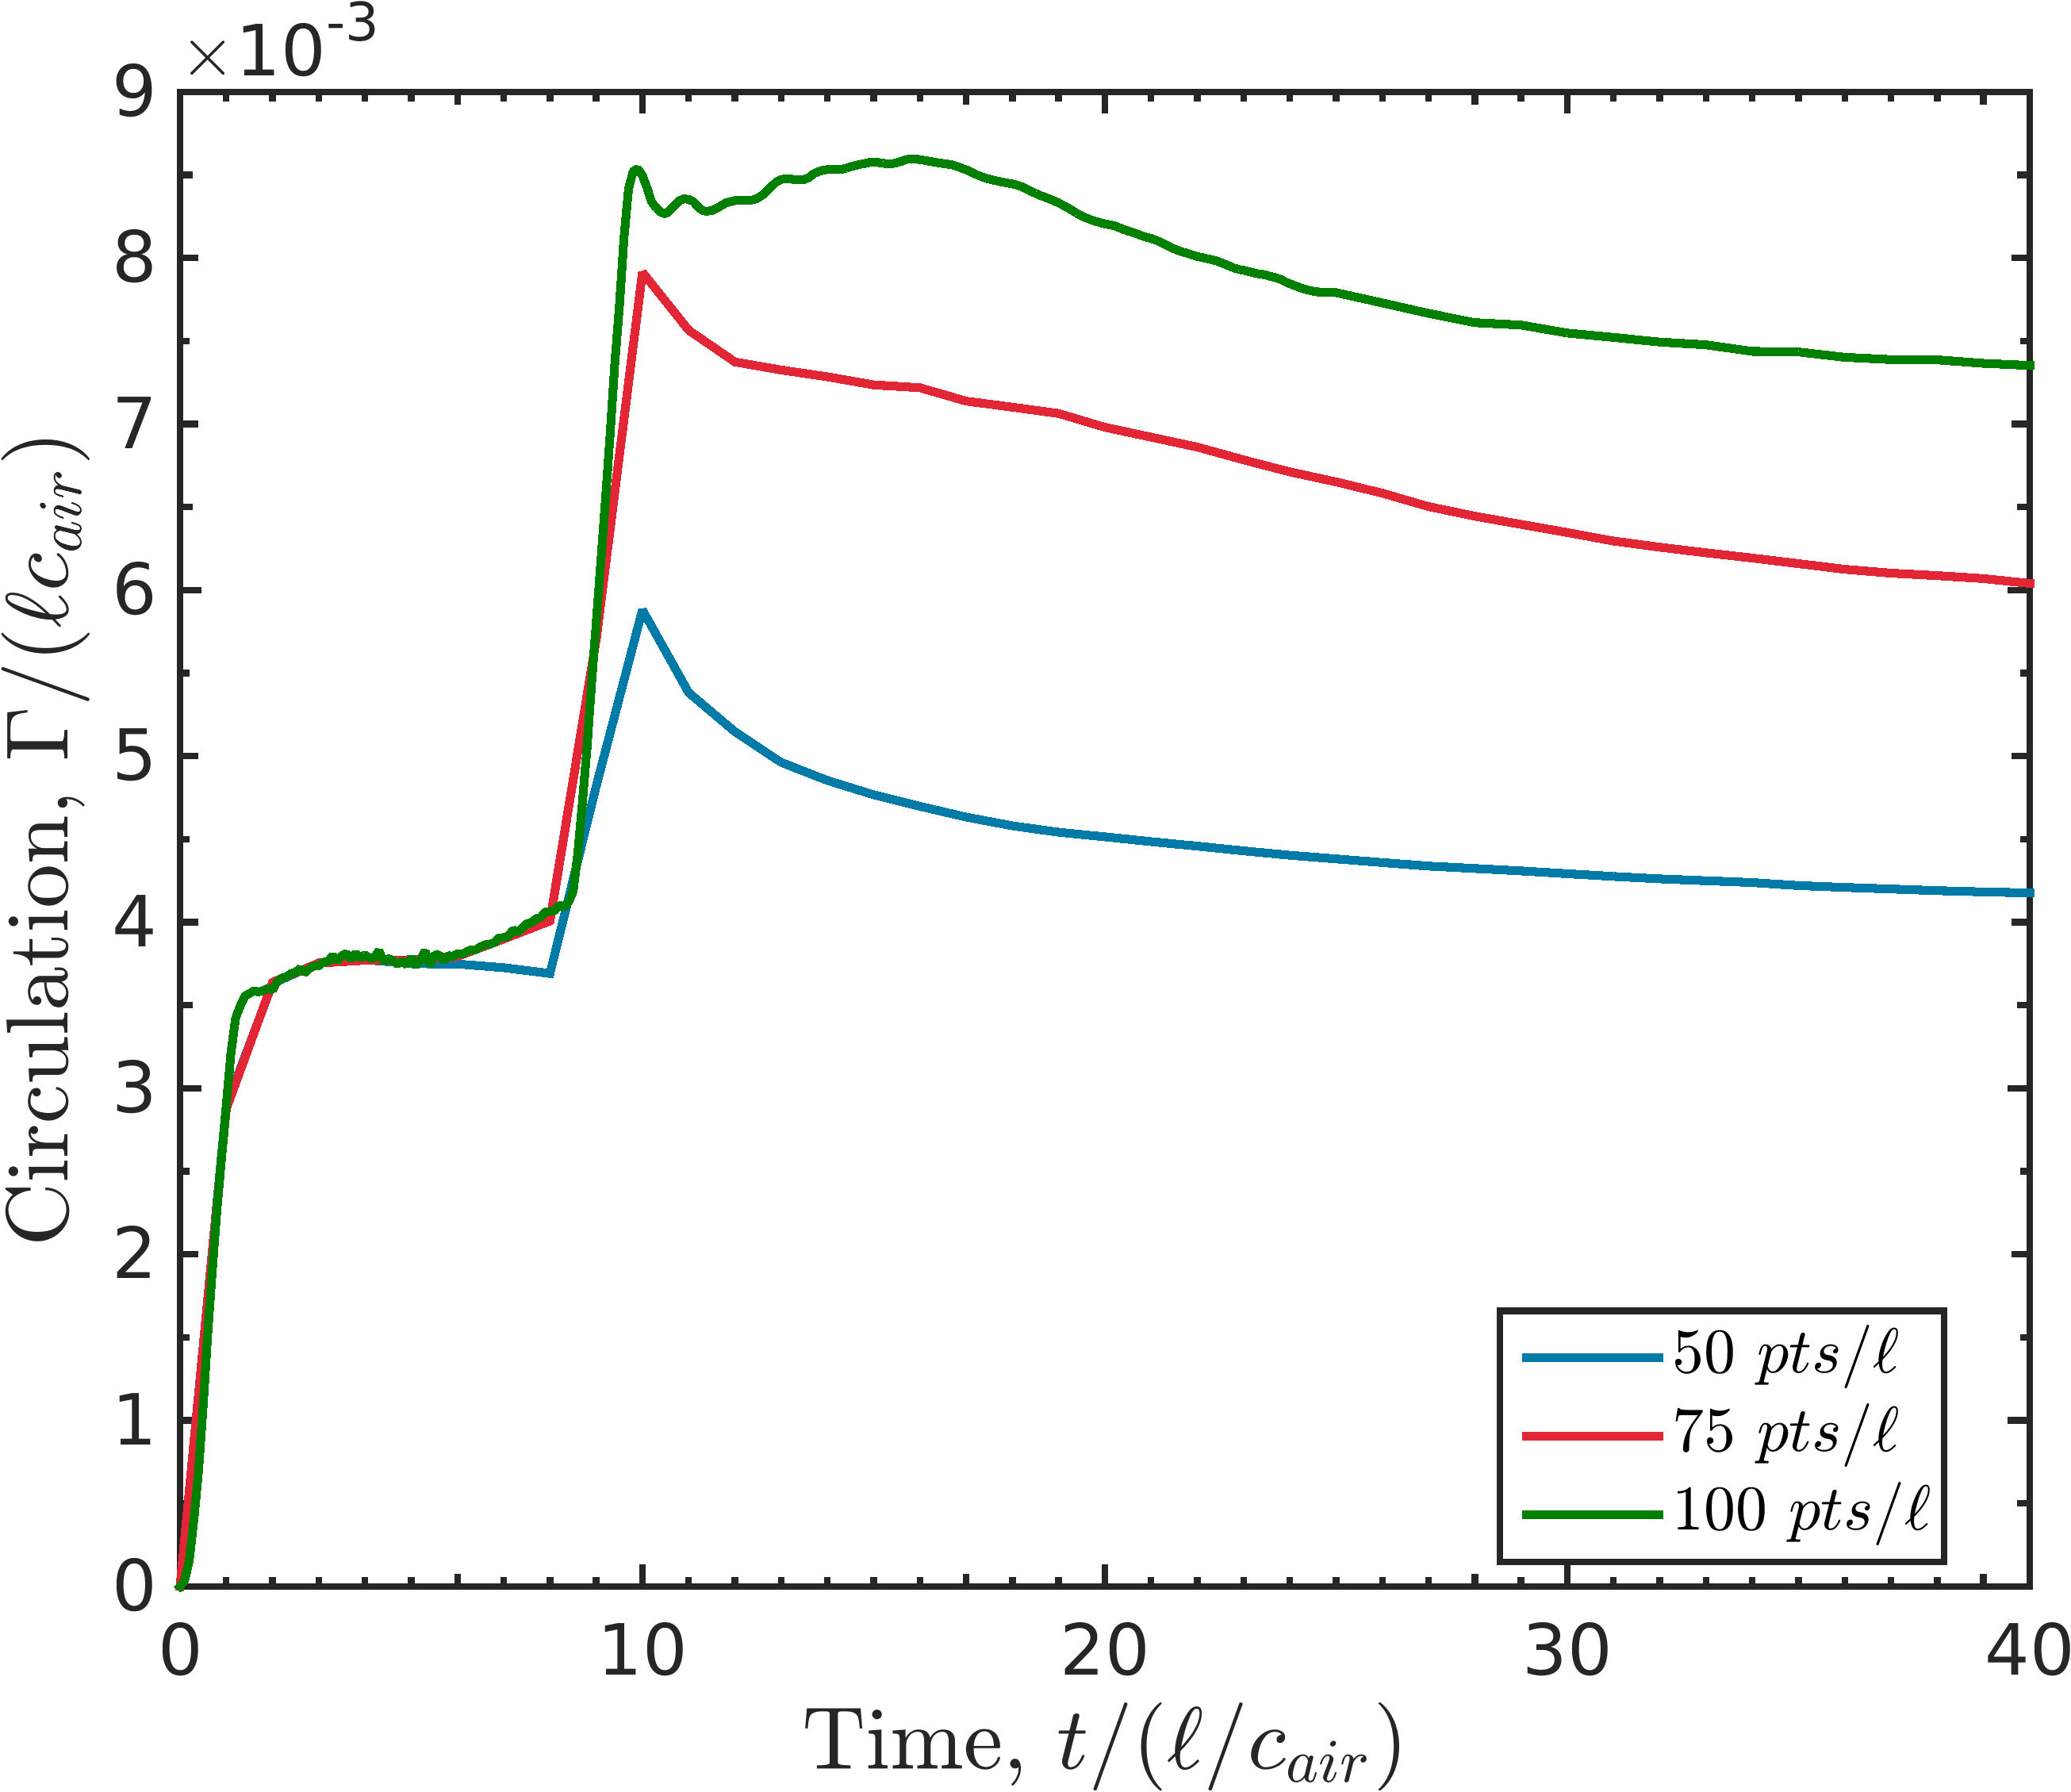 ×10⁻³
9
8
7
6
5
4
3
2
1
0
Circulation, Γ/(ℓc_air)
0 10 20 30 40
Time, t/(ℓ/c_air)
50 pts/ℓ
75 pts/ℓ
100 pts/ℓ